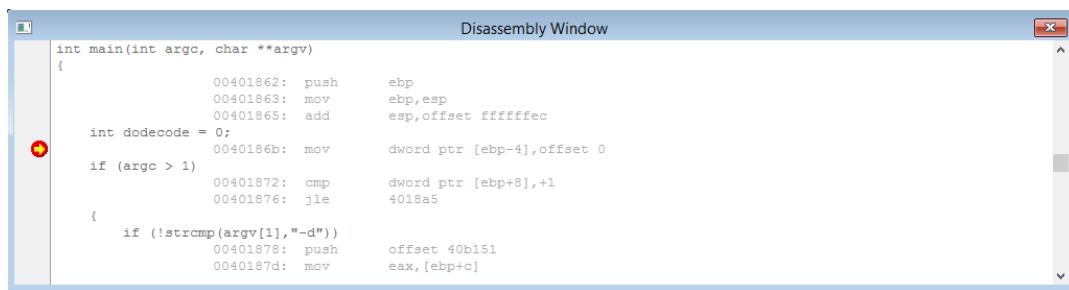 Disassembly Window
int main(int argc, char **argv)
{
00401862: push ebp
00401863: mov ebp,esp
00401865: add esp,offset ffffffec
int dodecode = 0;
0040186b: mov dword ptr [ebp-4],offset 0
if (argc > 1)
00401872: cmp dword ptr [ebp+8],+1
00401876: jle 4018a5
{
if (!strcmp(argv[1],"-d"))
00401878: push offset 40b151
0040187d: mov eax,[ebp+c]